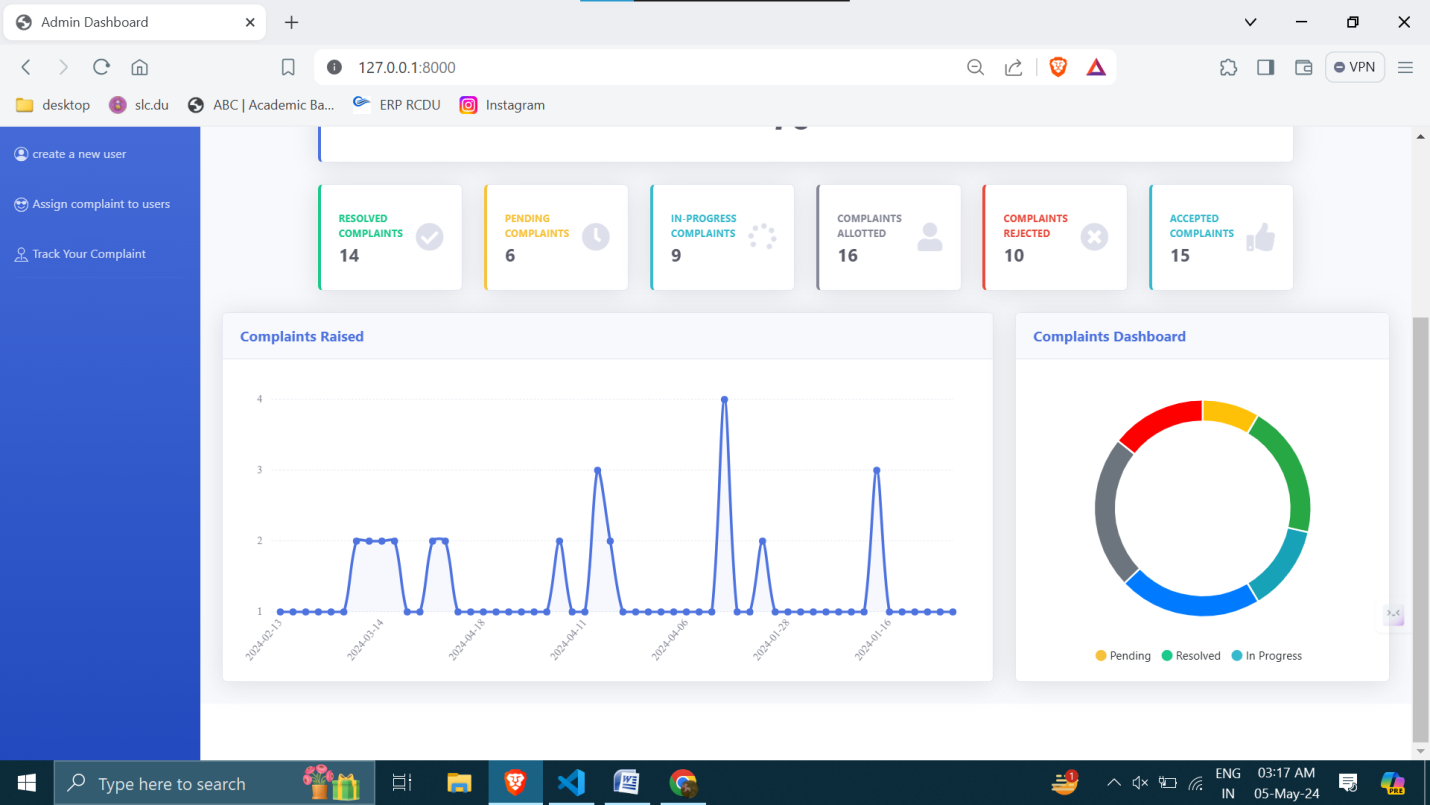 Admin Dashboard
127.0.0.1:8000
VPN
desktop
slc.du
ABC | Academic Ba...
ERP RCDU
Instagram
create a new user
Assign complaint to users
Track Your Complaint
RESOLVED
COMPLAINTS
14
PENDING
COMPLAINTS
6
IN-PROGRESS
COMPLAINTS
9
COMPLAINTS
ALLOTTED
16
COMPLAINTS
REJECTED
10
ACCEPTED
COMPLAINTS
15
Complaints Raised
4
3
2
1
2024-02-13
2024-03-14
2024-04-18
2024-04-11
2024-04-06
2024-01-28
2024-01-16
Complaints Dashboard
Pending
Resolved
In Progress
Type here to search
1
ENG
IN
03:17 AM
05-May-24
PRE